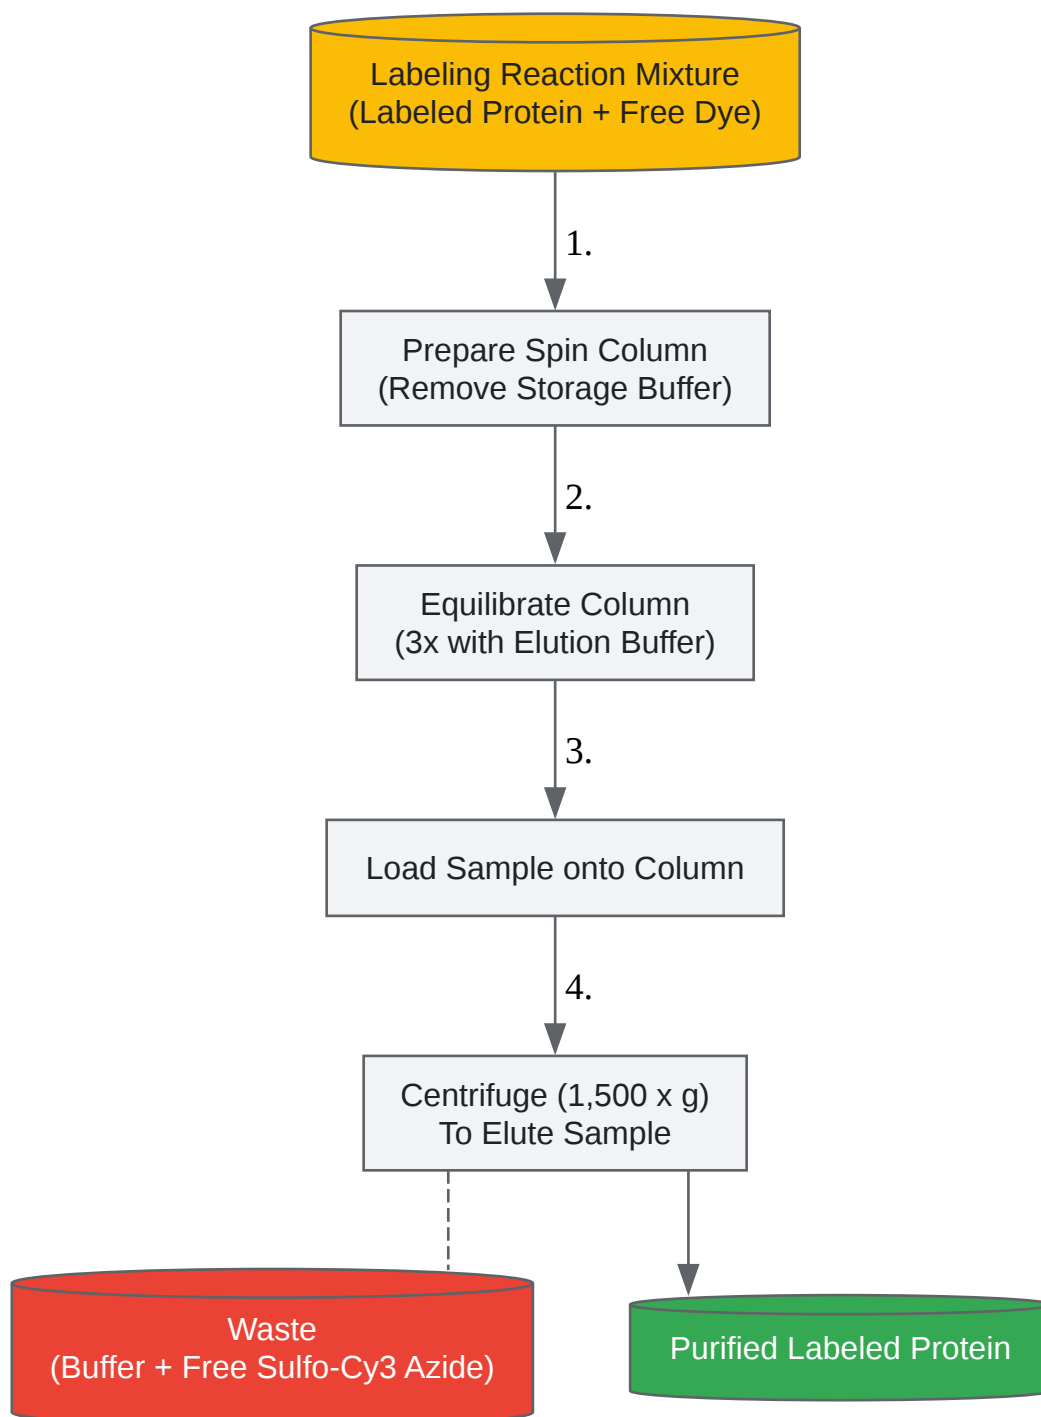 Labeling Reaction Mixture
(Labeled Protein + Free Dye)
1.
Prepare Spin Column
(Remove Storage Buffer)
2.
Equilibrate Column
(3x with Elution Buffer)
3.
Load Sample onto Column
4.
Centrifuge (1,500 x g)
To Elute Sample
Waste
(Buffer + Free Sulfo-Cy3 Azide)
Purified Labeled Protein